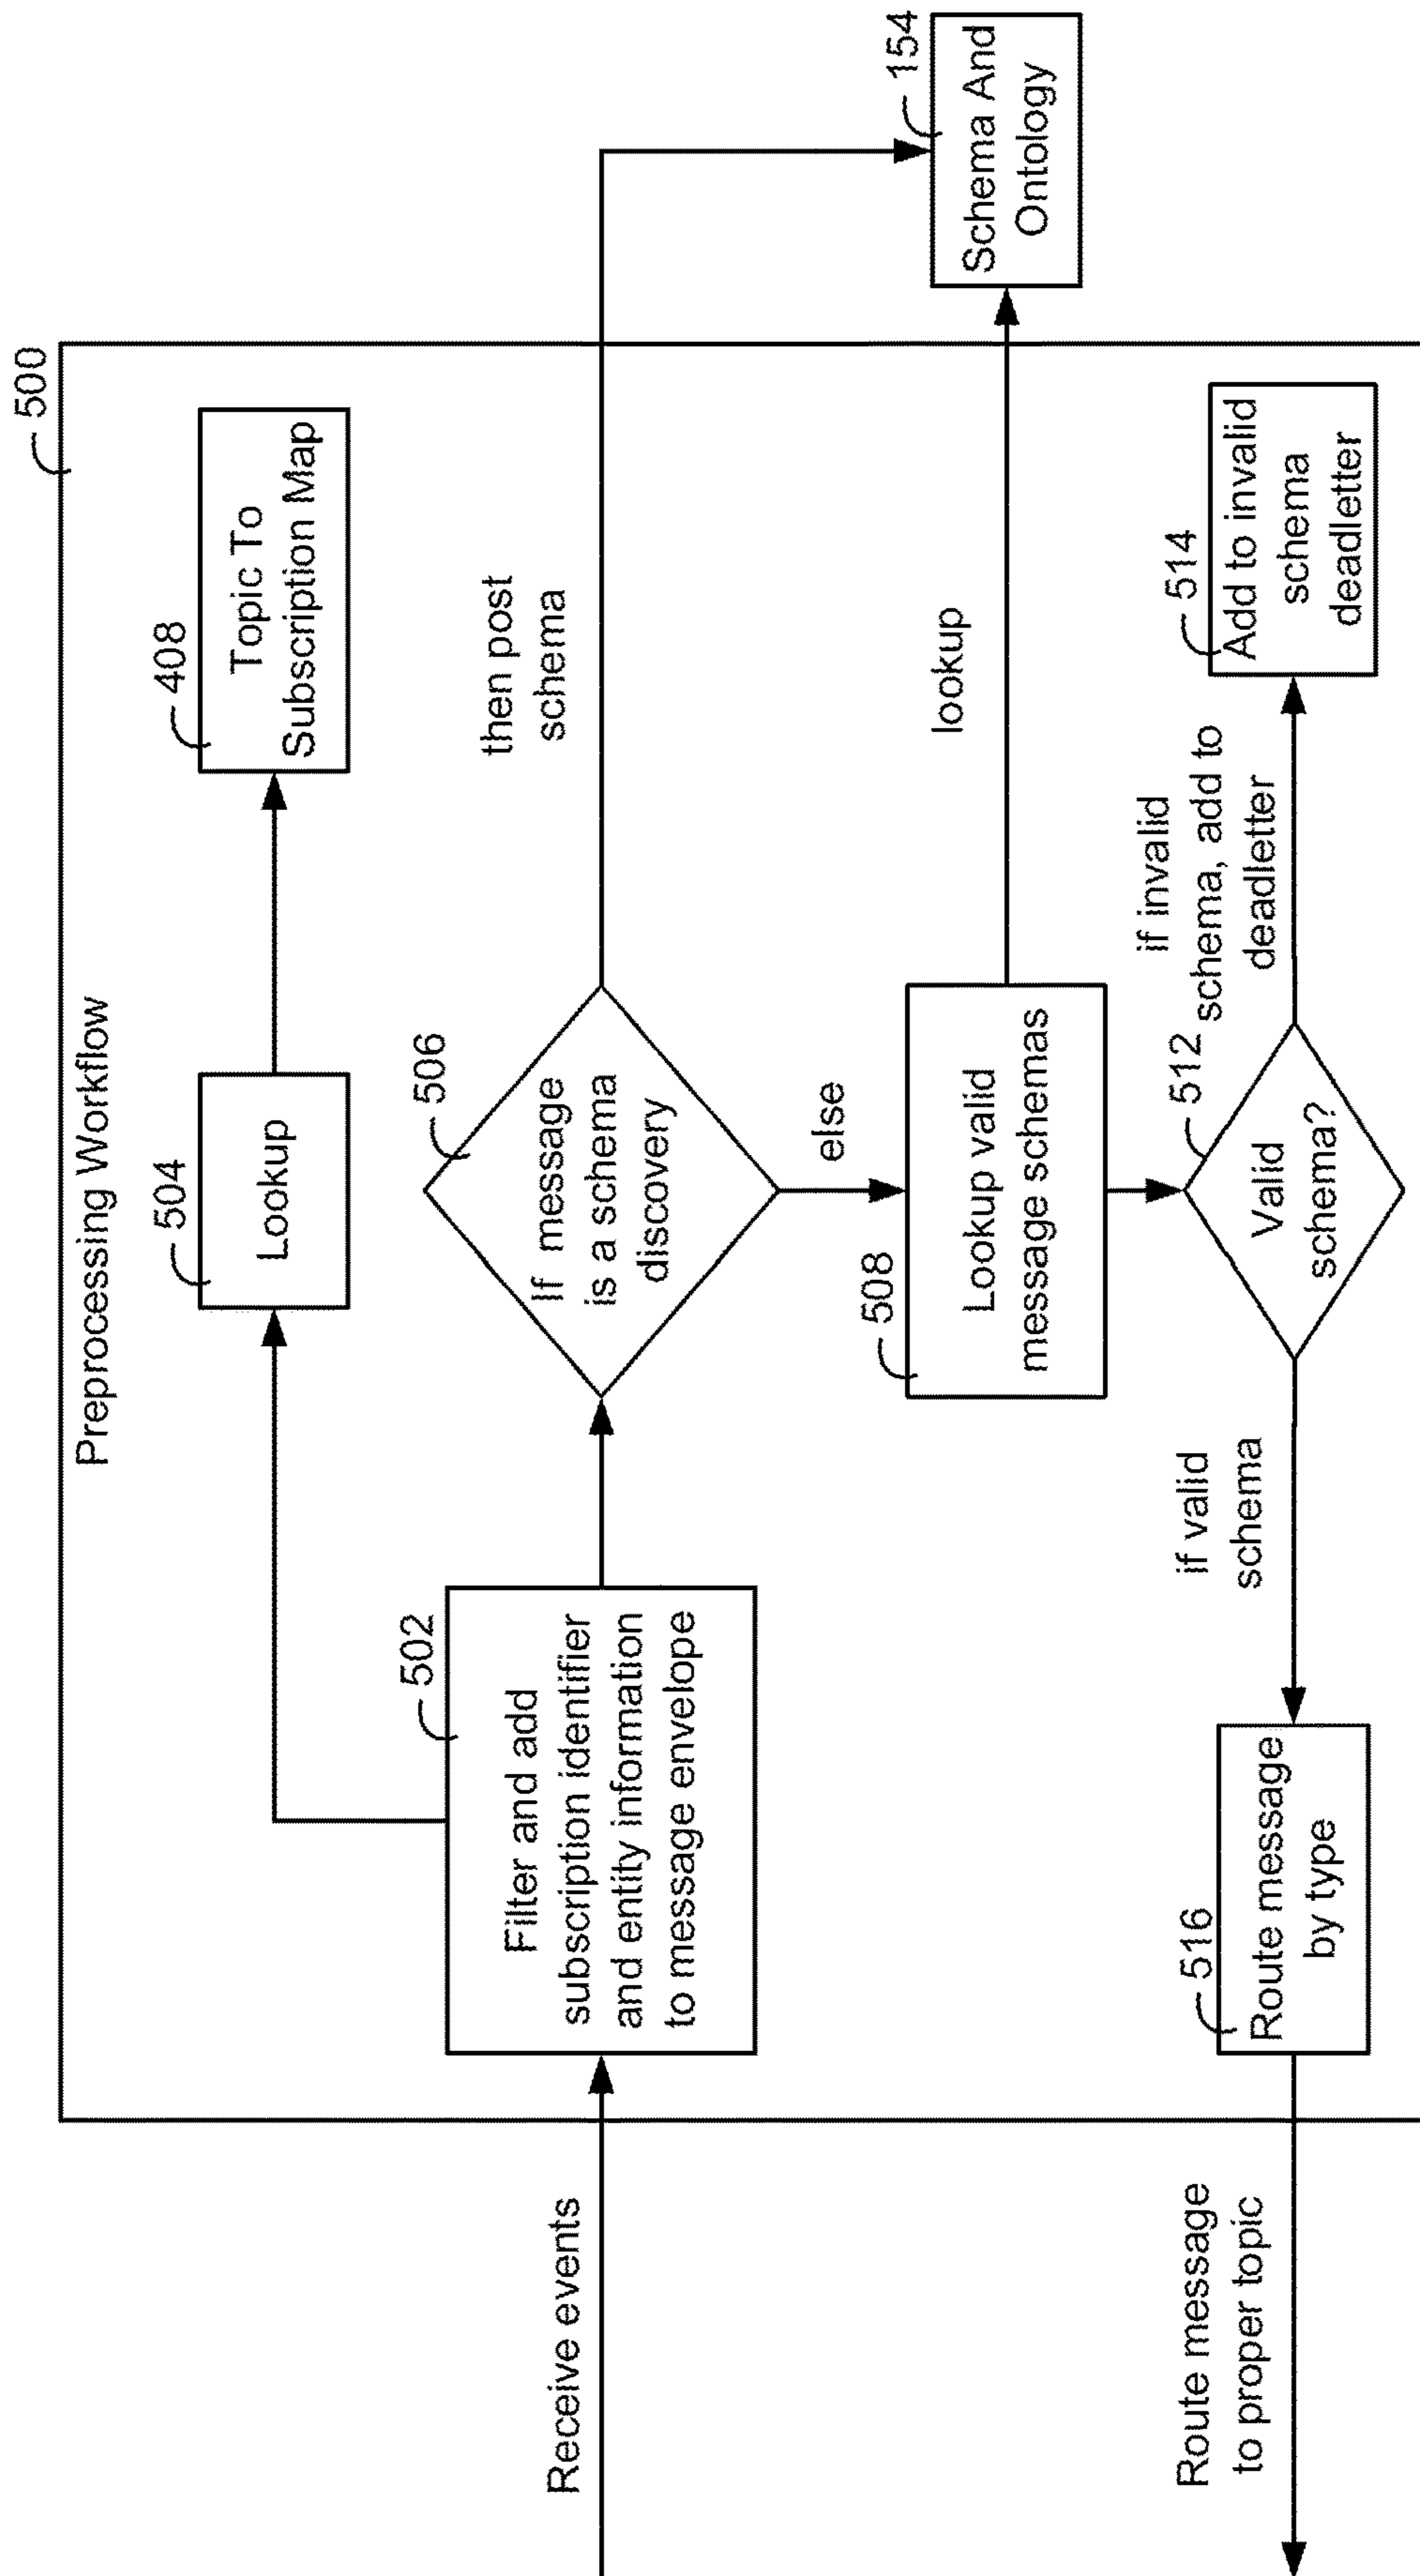 500
Preprocessing Workflow
504
Lookup
408
Topic To
Subscription Map
502
Filter and add
subscription identifier
and entity information
to message envelope
Receive events
506
If message
is a schema
discovery
then post
schema
else
154
Schema And
Ontology
508
Lookup valid
message schemas
lookup
512
Valid
schema?
if invalid
schema, add to
deadletter
514
Add to invalid
schema
deadletter
if valid
schema
516
Route message
by type
Route message
to proper topic